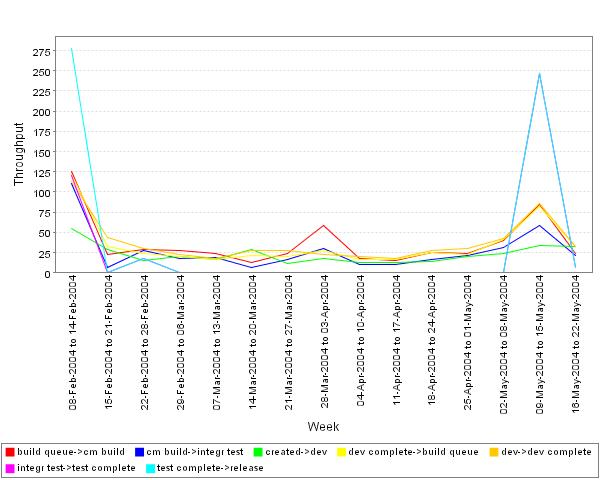 Throughput
275
250
225
200
175
150
125
100
75
50
25
0
08-Feb-2004 to 14-Feb-2004
15-Feb-2004 to 21-Feb-2004
22-Feb-2004 to 28-Feb-2004
29-Feb-2004 to 06-Mar-2004
07-Mar-2004 to 13-Mar-2004
14-Mar-2004 to 20-Mar-2004
21-Mar-2004 to 27-Mar-2004
28-Mar-2004 to 03-Apr-2004
04-Apr-2004 to 10-Apr-2004
11-Apr-2004 to 17-Apr-2004
18-Apr-2004 to 24-Apr-2004
25-Apr-2004 to 01-May-2004
02-May-2004 to 08-May-2004
09-May-2004 to 15-May-2004
16-May-2004 to 22-May-2004
Week
build queue->cm build cm build->integr test created->dev dev complete->build queue dev->dev complete
integr test->test complete test complete->release